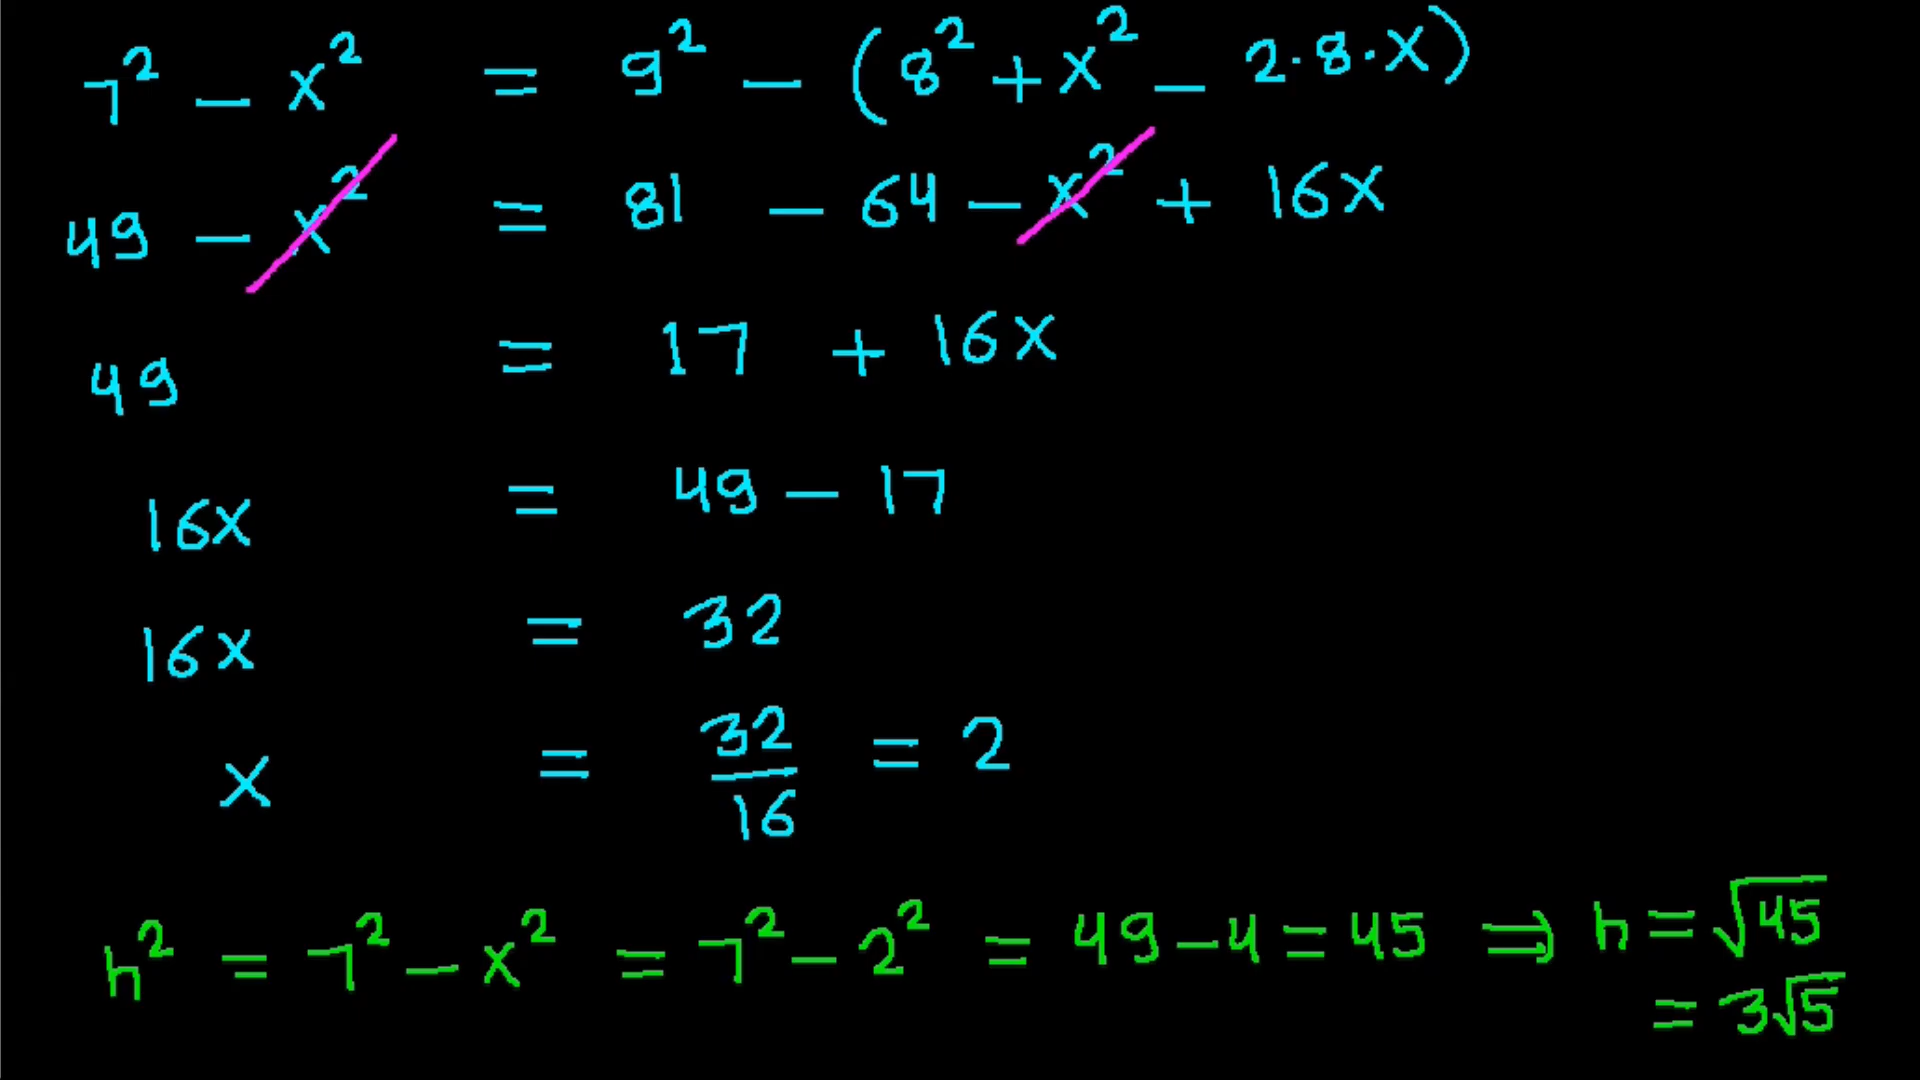 7² - x² = 9² - (8² + x² - 2·8·x)
49 - x² = 81 - 64 - x² + 16x
49 = 17 + 16x
16x = 49 - 17
16x = 32
x = 32/16 = 2
h² = 7² - x² = 7² - 2² = 49 - 4 = 45 ⇒ h = √45
= 3√5